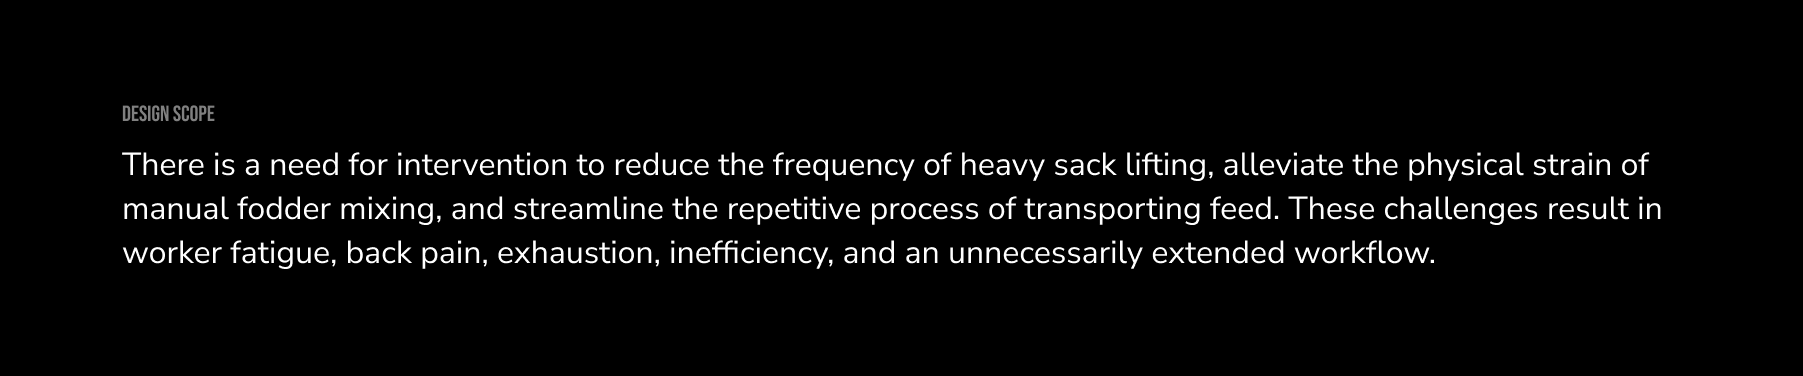 DESIGN SCOPE
There is a need for intervention to reduce the frequency of heavy sack lifting, alleviate the physical strain of
manual fodder mixing, and streamline the repetitive process of transporting feed. These challenges result in
worker fatigue, back pain, exhaustion, inefficiency, and an unnecessarily extended workflow.